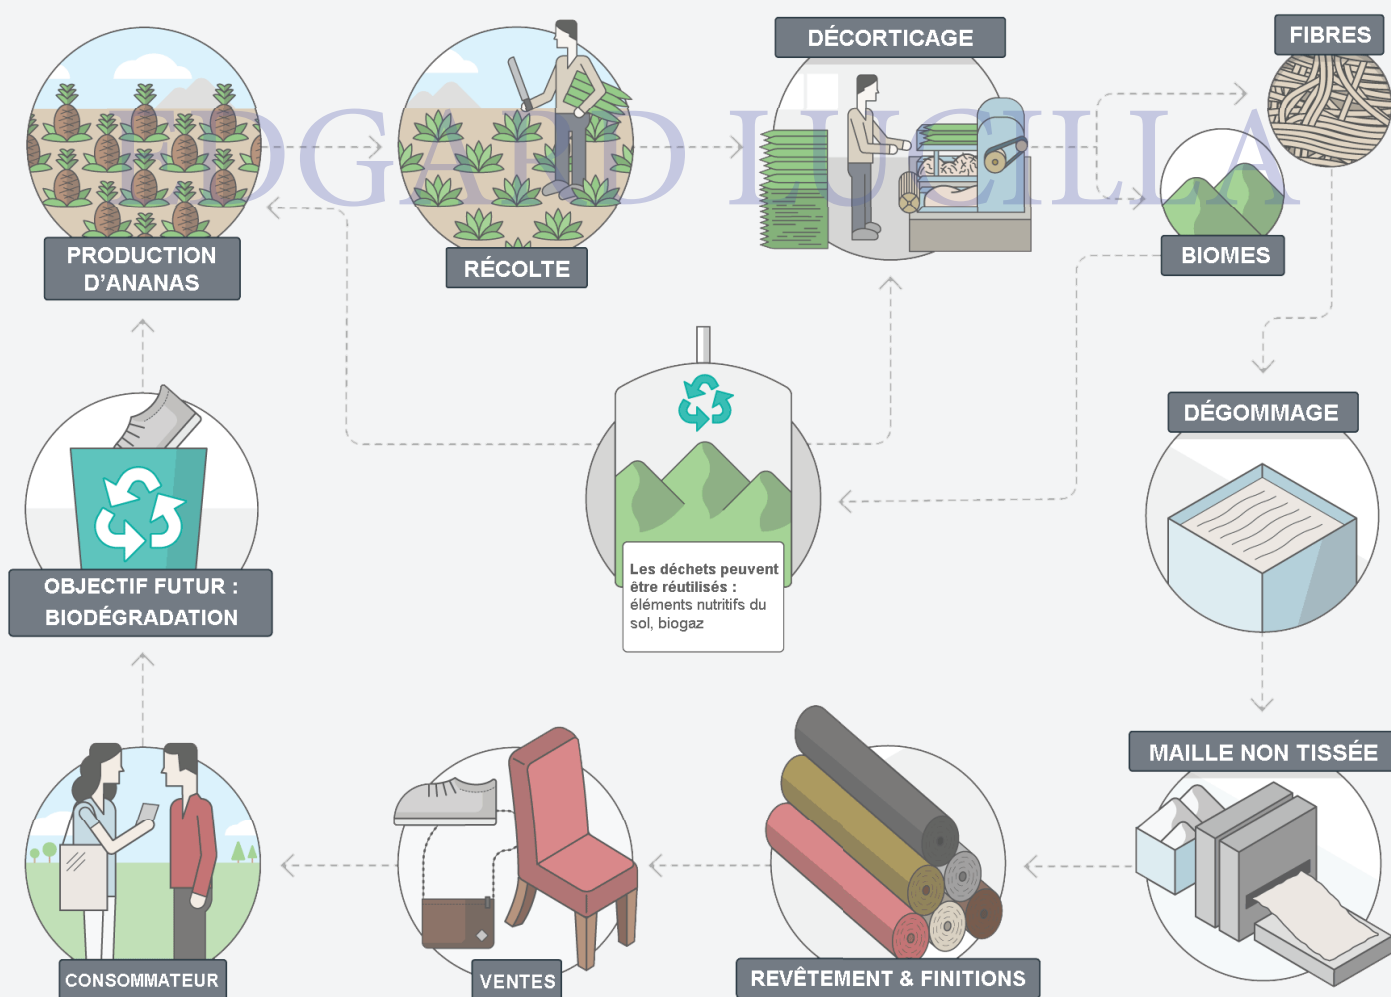 DÉCORTICAGE
FIBRES
EDGARD LUCILLA
PRODUCTION
D’ANANAS
RÉCOLTE
BIOMES
DÉGOMMAGE
Les déchets peuvent
être réutilisés :
éléments nutritifs du
sol, biogaz
OBJECTIF FUTUR :
BIODÉGRADATION
MAILLE NON TISSÉE
CONSOMMATEUR
VENTES
REVÊTEMENT & FINITIONS